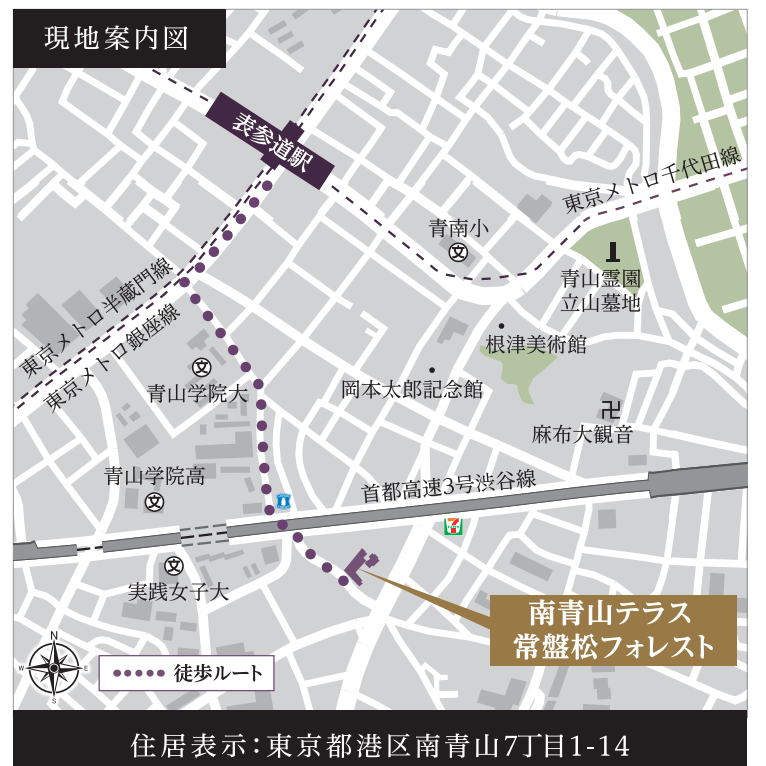 現地案内図
表参道駅
東京メトロ千代田線
青南小
文
青山霊園
立山墓地
東京メトロ半蔵門線
東京メトロ銀座線
根津美術館
文
青山学院大
岡本太郎記念館
卍
麻布大観音
青山学院高
文
首都高速3号渋谷線
7
文
実践女子大
南青山テラス
常盤松フォレスト
N
W
E
S
徒歩ルート
住居表示:東京都港区南青山7丁目1-14